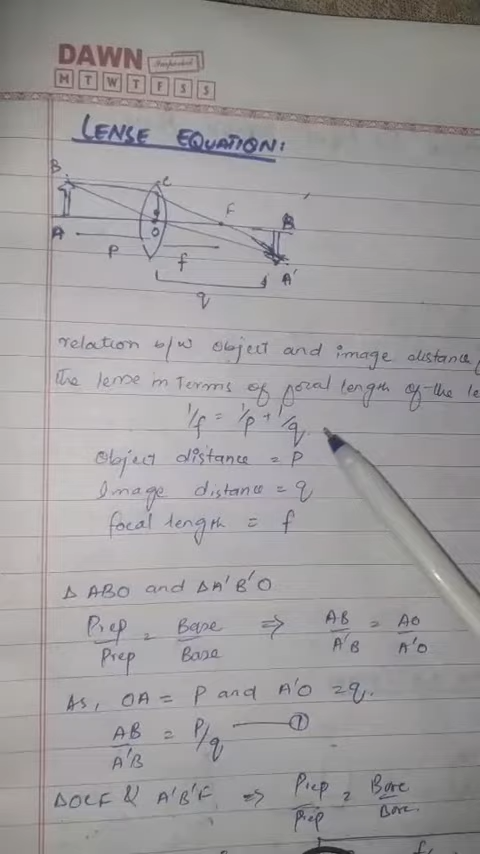 DAWN
M T W T F S S
LENSE EQUATION:
B C
F B
A O
P f A'
q
relation b/w object and image distance
The lense in Terms of focal length of the le
1/f = 1/p + 1/q.
Object distance = P
Image distance = q
focal length = f
Δ ABO and ΔA'B'O
Prep/Prep = Base/Base ⇒ AB/A'B = AO/A'O
As, OA = P and A'O = q.
AB/A'B = P/q —— ①
ΔOCF & A'B'F ⇒ Prep/Prep = Base/Base.